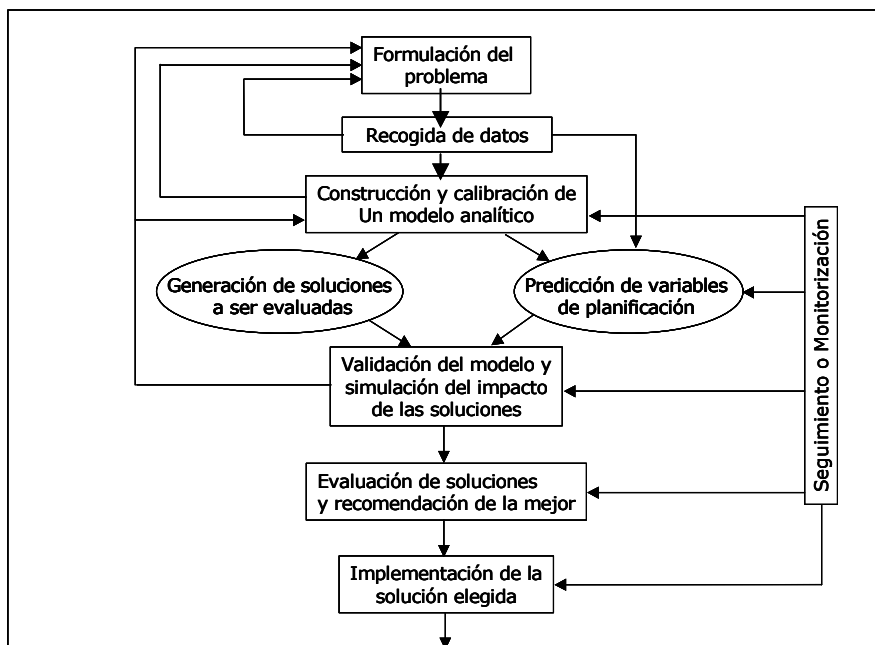 Formulación del
problema
Recogida de datos
Construcción y calibración de
Un modelo analítico
Generación de soluciones
a ser evaluadas
Predicción de variables
de planificación
Validación del modelo y
simulación del impacto
de las soluciones
Evaluación de soluciones
y recomendación de la mejor
Implementación de la
solución elegida
Seguimiento o Monitorización